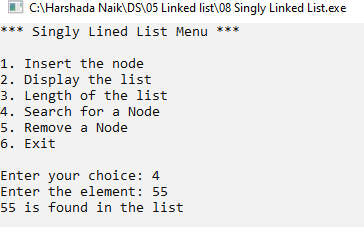 C:\Harshada Naik\DS\05 Linked list\08 Singly Linked List.exe
*** Singly Lined List Menu ***
1. Insert the node
2. Display the list
3. Length of the list
4. Search for a Node
5. Remove a Node
6. Exit
Enter your choice: 4
Enter the element: 55
55 is found in the list